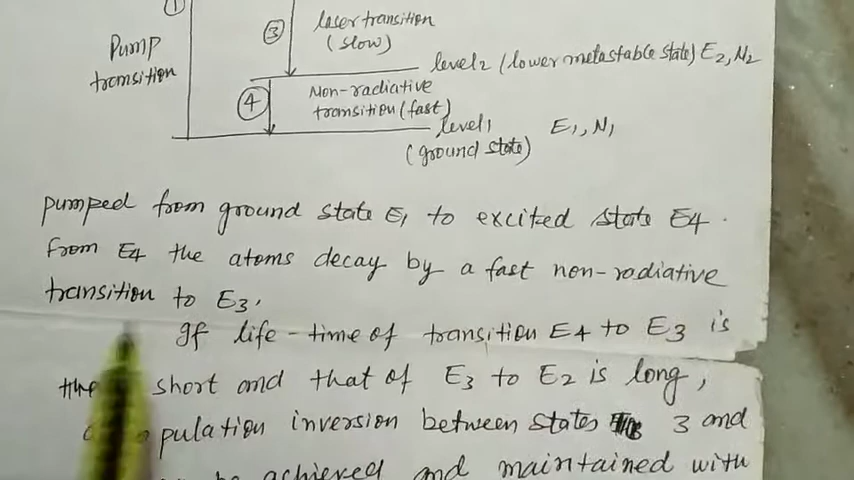 ①
laser transition
③
(slow)
Pump
transition
level2 (lower metastable state) E2, N2
Non-radiative
④
transition (fast)
level1
E1, N1
(ground state)
pumped from ground state E1 to excited state E4.
From E4 the atoms decay by a fast non-radiative
transition to E3.
If life-time of transition E4 to E3 is
short and that of E3 to E2 is long,
inversion between states 3 and
achieved and maintained with